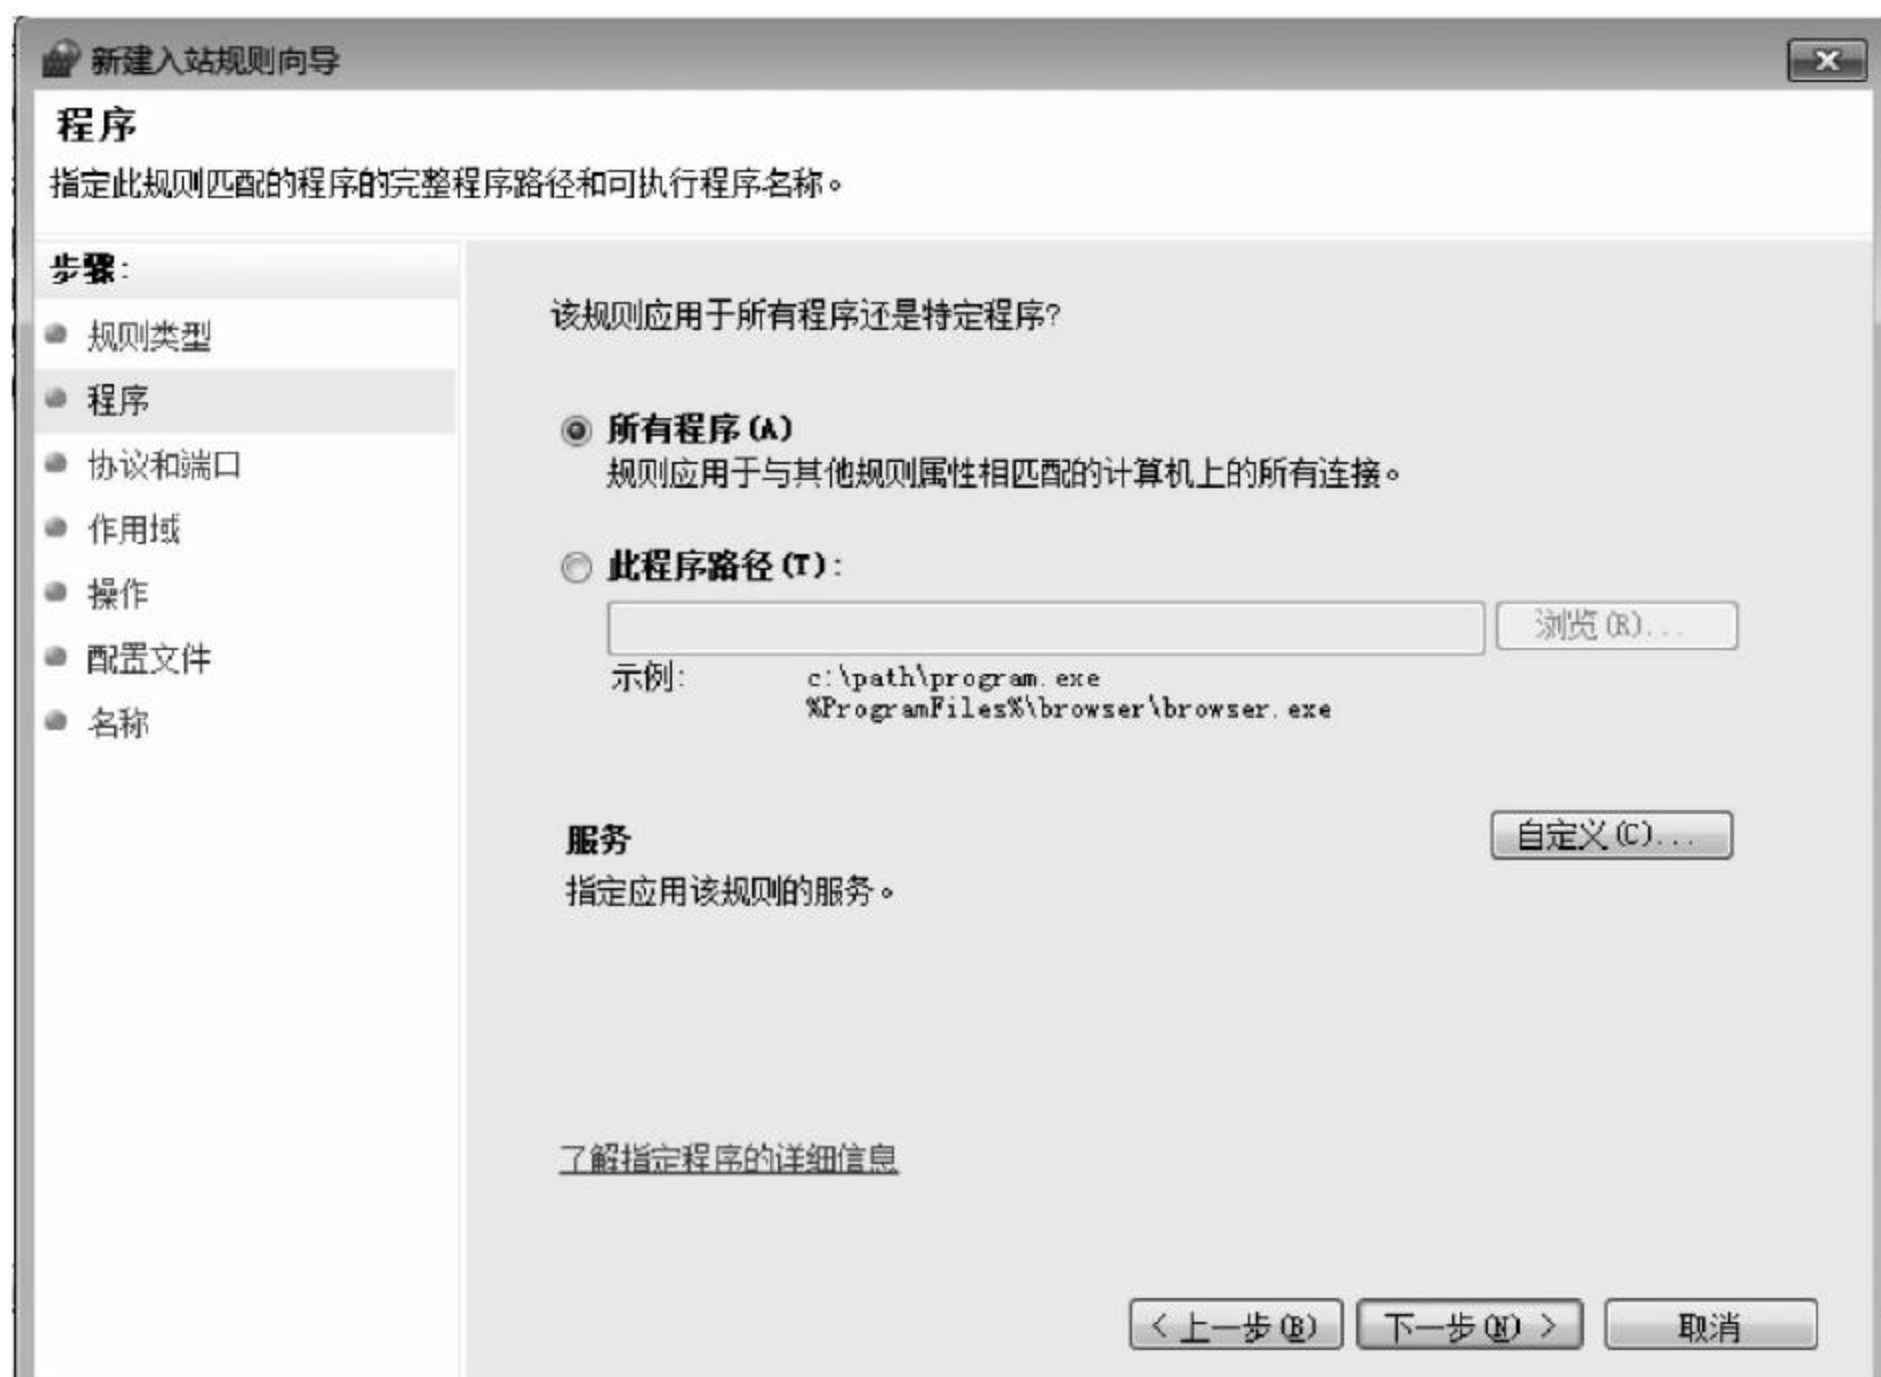 新建入站规则向导
程序
指定此规则匹配的程序的完整程序路径和可执行程序名称。
步骤:
规则类型
程序
协议和端口
作用域
操作
配置文件
名称
该规则应用于所有程序还是特定程序?
所有程序(A)
规则应用于与其他规则属性相匹配的计算机上的所有连接。
此程序路径(T):
浏览(R)...
示例: c:\path\program.exe
%ProgramFiles%\browser\browser.exe
服务
自定义(C)...
指定应用该规则的服务。
了解指定程序的详细信息
< 上一步(B) 下一步(N) > 取消